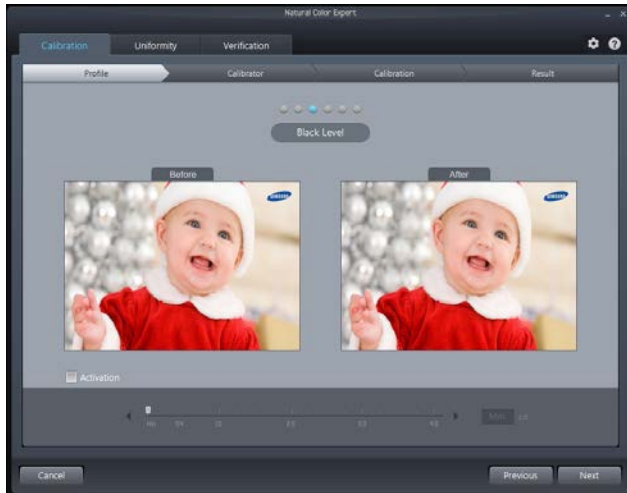 Natural Color Expert
Calibration Uniformity Verification
Profile Calibrator Calibration Result
Black Level
Before After
SAMSUNG SAMSUNG
Activation
Min
Cancel Previous Next